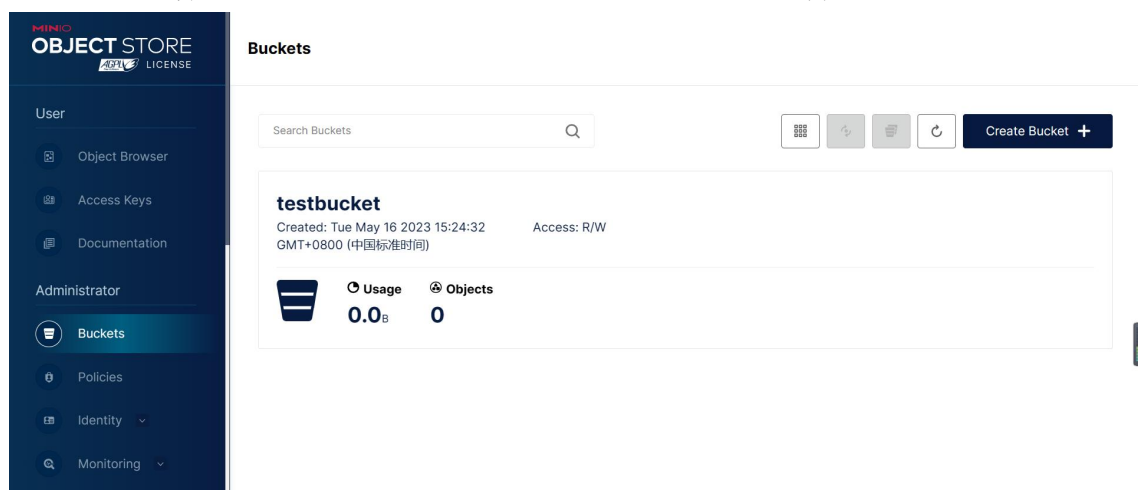 MINIO
OBJECT STORE
AGPLV3 LICENSE
User
Object Browser
Access Keys
Documentation
Administrator
Buckets
Policies
Identity
Monitoring
Buckets
Search Buckets
Create Bucket
testbucket
Created: Tue May 16 2023 15:24:32
GMT+0800 (中国标准时间)
Access: R/W
Usage
0.0B
Objects
0